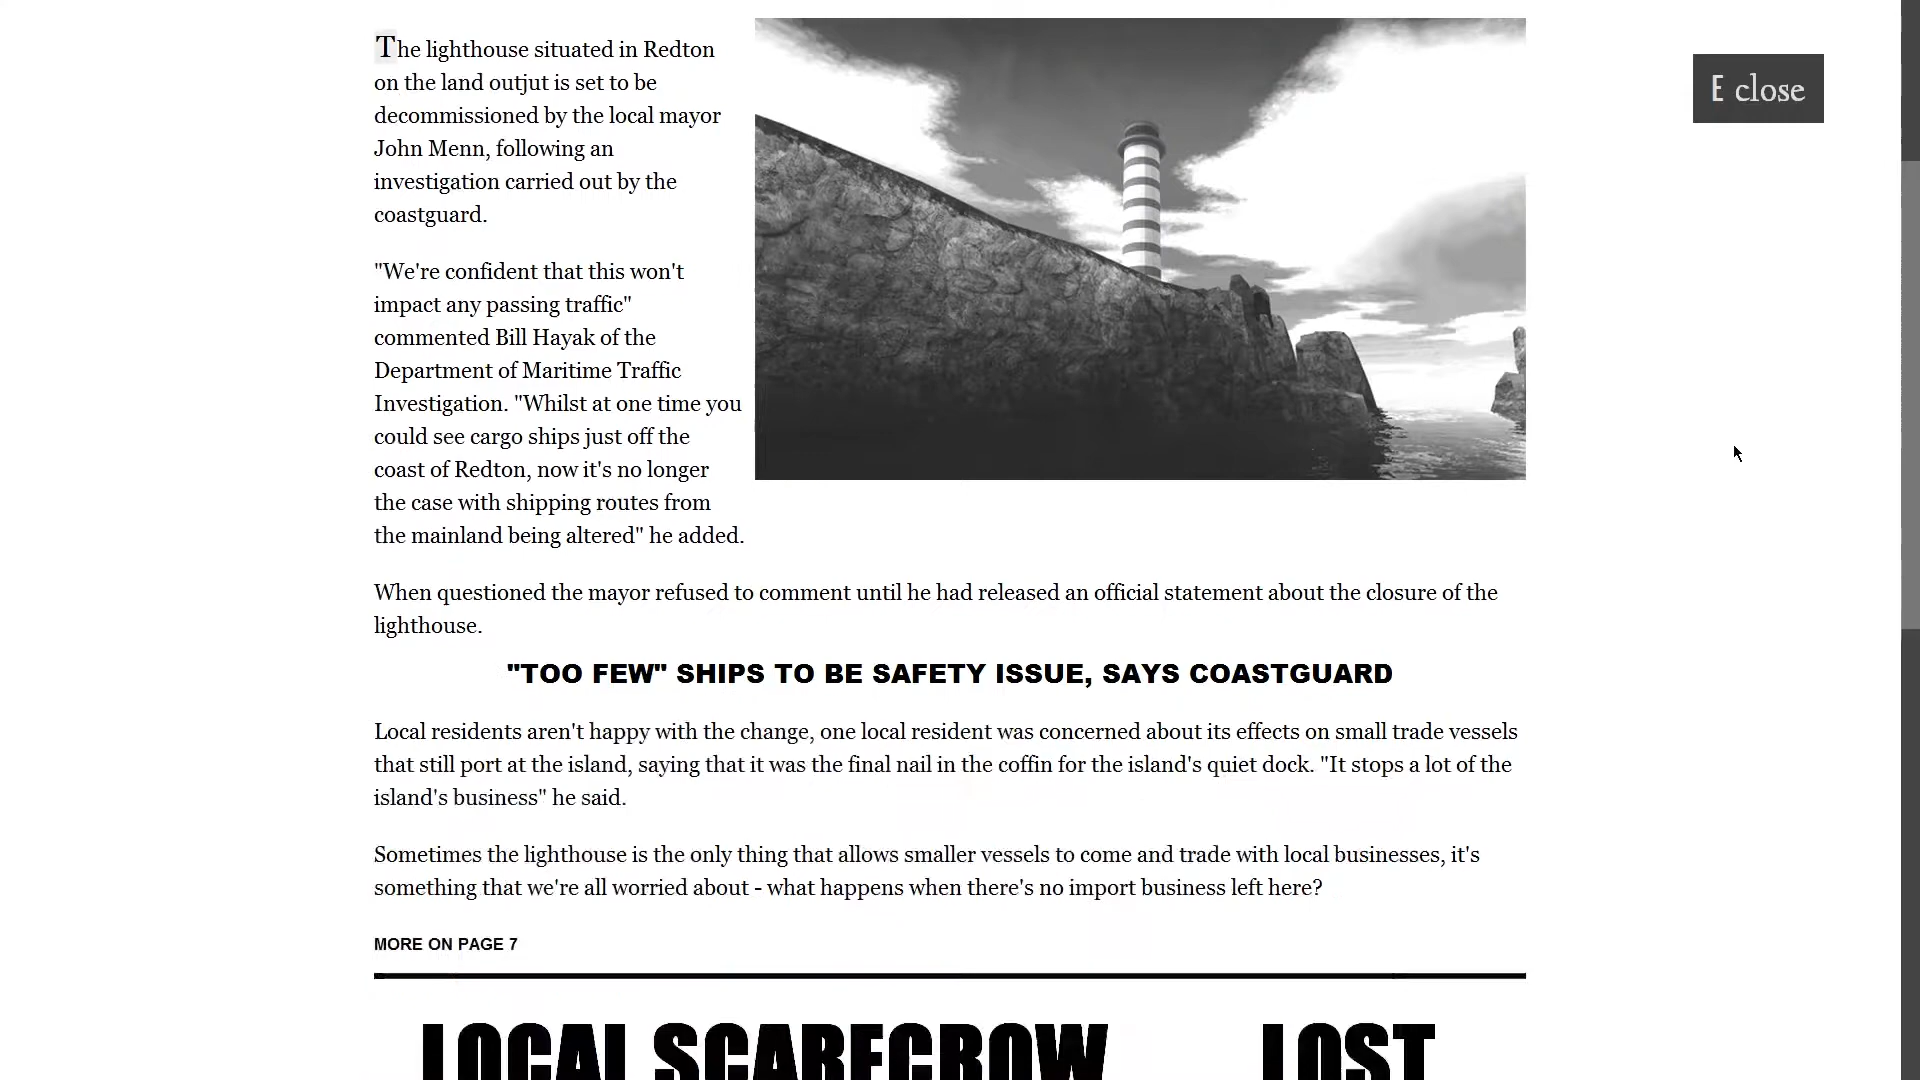 The lighthouse situated in Redton
on the land outjut is set to be
decommissioned by the local mayor
John Menn, following an
investigation carried out by the
coastguard.
"We're confident that this won't
impact any passing traffic"
commented Bill Hayak of the
Department of Maritime Traffic
Investigation. "Whilst at one time you
could see cargo ships just off the
coast of Redton, now it's no longer
the case with shipping routes from
the mainland being altered" he added.
When questioned the mayor refused to comment until he had released an official statement about the closure of the
lighthouse.
"TOO FEW" SHIPS TO BE SAFETY ISSUE, SAYS COASTGUARD
Local residents aren't happy with the change, one local resident was concerned about its effects on small trade vessels
that still port at the island, saying that it was the final nail in the coffin for the island's quiet dock. "It stops a lot of the
island's business" he said.
Sometimes the lighthouse is the only thing that allows smaller vessels to come and trade with local businesses, it's
something that we're all worried about - what happens when there's no import business left here?
MORE ON PAGE 7
LOCAL SCARECROW
LOST
E close